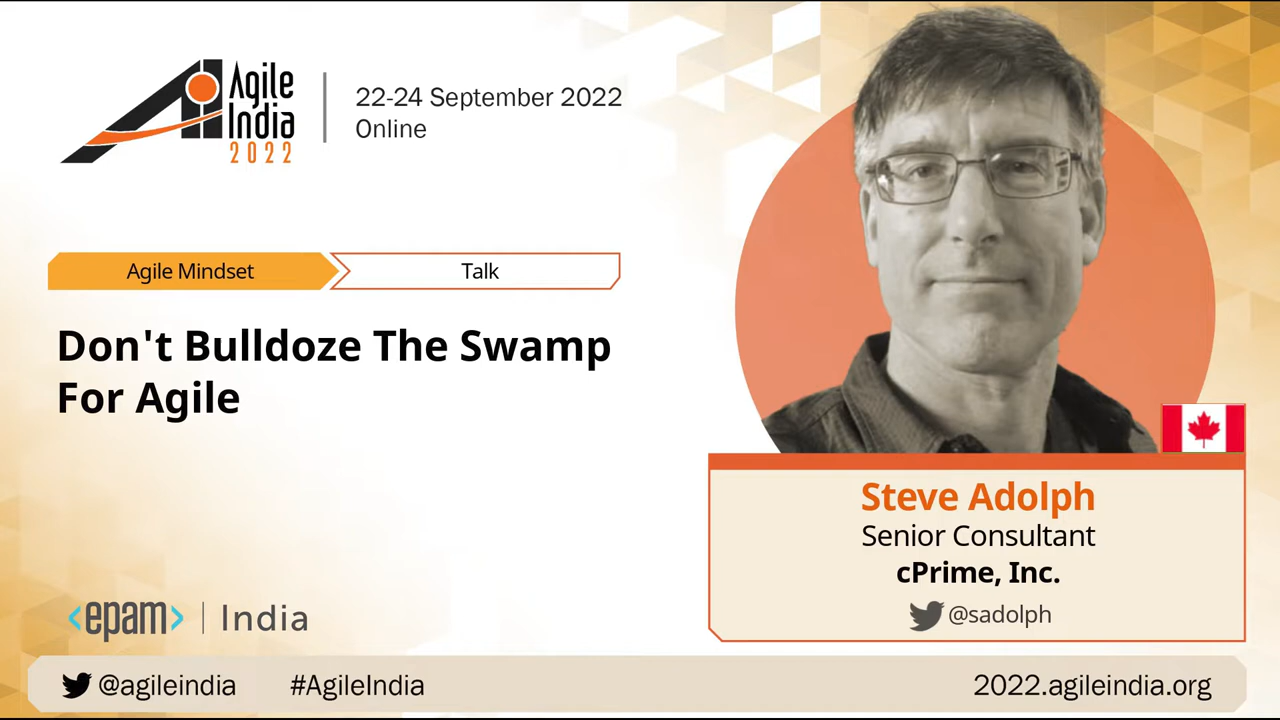 Agile
India
2022
22-24 September 2022
Online
Agile Mindset
Talk
Don't Bulldoze The Swamp
For Agile
Steve Adolph
Senior Consultant
cPrime, Inc.
@sadolph
<epam> | India
@agileindia
#AgileIndia
2022.agileindia.org